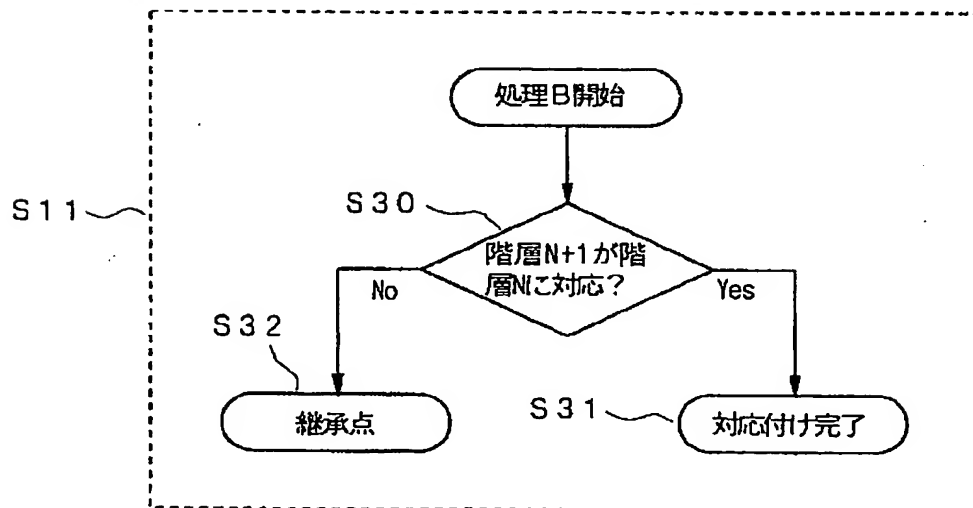 処理B開始
S11
S30
階層N+1が階
層Nに対応?
No
Yes
S32
継承点
S31
対応付け完了